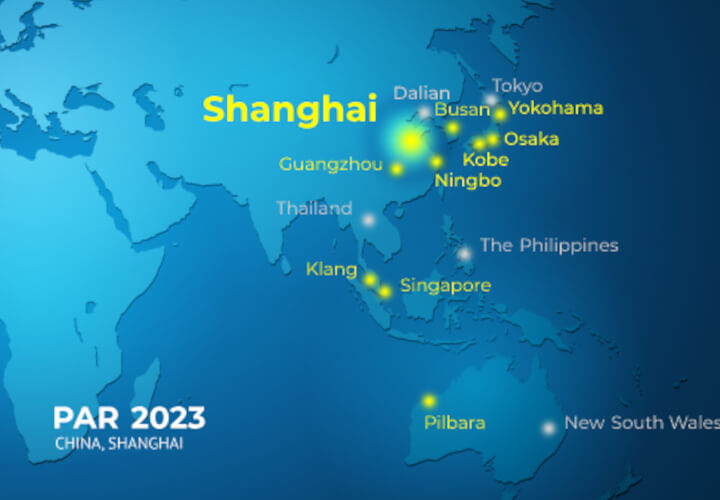 Dalian
Tokyo
Shanghai
Busan
Yokohama
Osaka
Guangzhou
Kobe
Ningbo
Thailand
The Philippines
Klang
Singapore
PAR 2023
CHINA, SHANGHAI
Pilbara
New South Wales